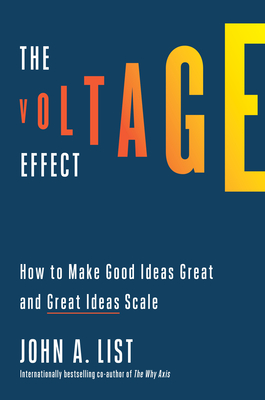 THE
VOLTAGE
EFFECT
How to Make Good Ideas Great
and Great Ideas Scale
JOHN A. LIST
Internationally bestselling co-author of The Why Axis